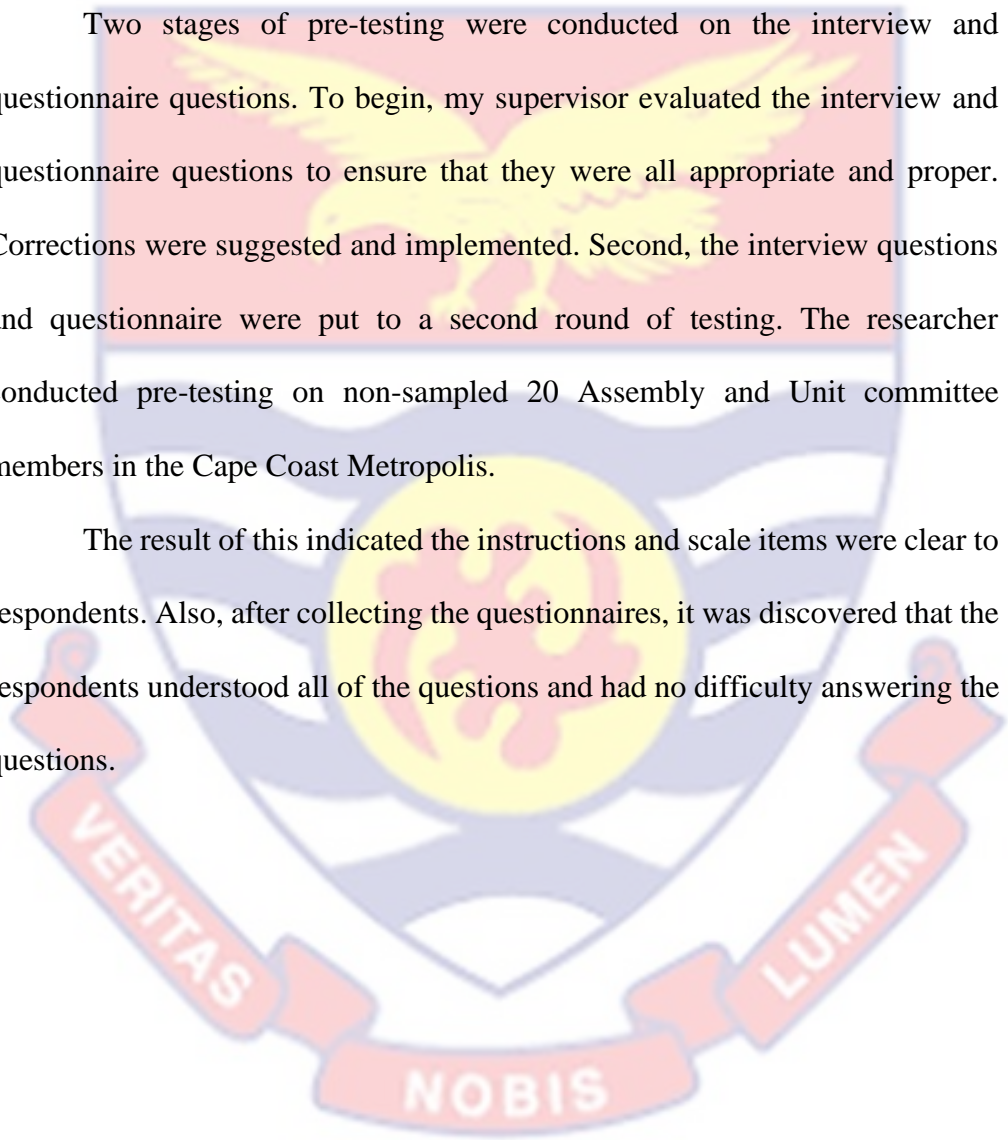 Two stages of pre-testing were conducted on the interview and
questionnaire questions. To begin, my supervisor evaluated the interview and
questionnaire questions to ensure that they were all appropriate and proper.
Corrections were suggested and implemented. Second, the interview questions
and questionnaire were put to a second round of testing. The researcher
conducted pre-testing on non-sampled 20 Assembly and Unit committee
members in the Cape Coast Metropolis.
The result of this indicated the instructions and scale items were clear to
respondents. Also, after collecting the questionnaires, it was discovered that the
respondents understood all of the questions and had no difficulty answering the
questions.
VERITAS
NOBIS
LUMEN